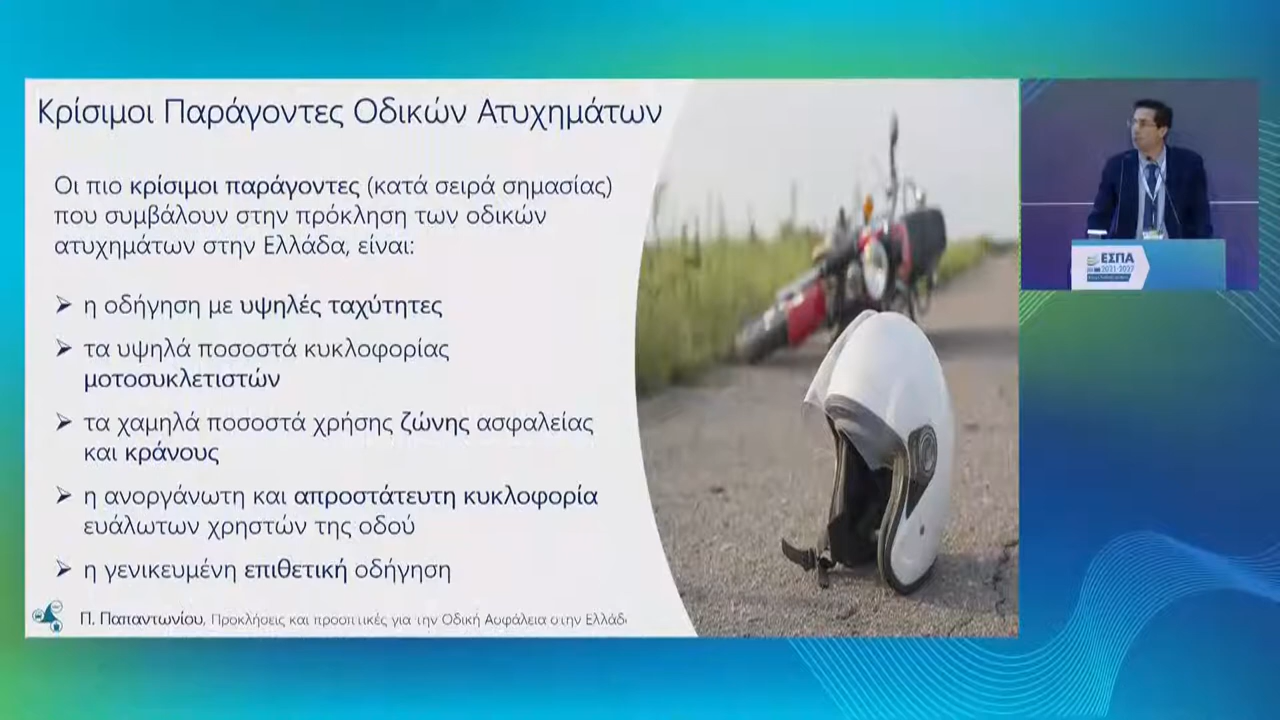 Κρίσιμοι Παράγοντες Οδικών Ατυχημάτων
Οι πιο κρίσιμοι παράγοντες (κατά σειρά σημασίας)
που συμβάλουν στην πρόκληση των οδικών
ατυχημάτων στην Ελλάδα, είναι:
➢ η οδήγηση με υψηλές ταχύτητες
➢ τα υψηλά ποσοστά κυκλοφορίας
μοτοσυκλετιστών
➢ τα χαμηλά ποσοστά χρήσης ζώνης ασφαλείας
και κράνους
➢ η ανοργάνωτη και απροστάτευτη κυκλοφορία
ευάλωτων χρηστών της οδού
➢ η γενικευμένη επιθετική οδήγηση
Π. Παπαντωνίου, Προκλήσεις και προοπτικές για την Οδική Ασφάλεια στην Ελλάδ
ΕΣΠΑ
2021-2027